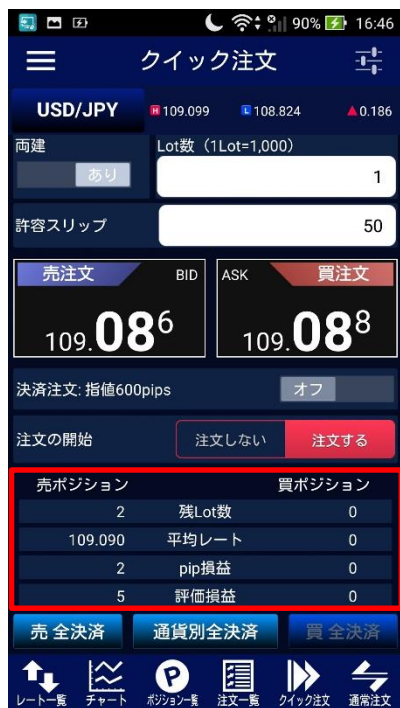 90% 16:46
クイック注文
USD/JPY H 109.099 L 108.824 ▲0.186
両建 Lot数（1Lot=1,000）
あり 1
許容スリップ 50
売注文 BID ASK 買注文
109.086 109.088
決済注文: 指値600pips オフ
注文の開始 注文しない 注文する
売ポジション 買ポジション
2 残Lot数 0
109.090 平均レート 0
2 pip損益 0
5 評価損益 0
売 全決済 通貨別全決済 買 全決済
P
レート一覧 チャート ポジション一覧 注文一覧 クイック注文 通常注文